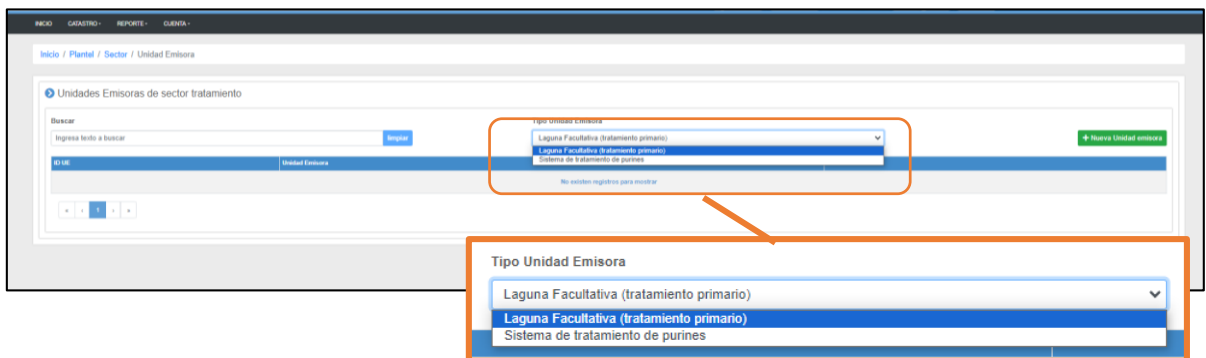 INICIO CATASTRO REPORTE CUENTA
Inicio / Plantel / Sector / Unidad Emisora
Unidades Emisoras de sector tratamiento
Buscar
Tipo Unidad Emisora
Ingresa texto a buscar
limpiar
Laguna Facultativa (tratamiento primario)
+ Nueva Unidad emisora
Laguna Facultativa (tratamiento primario)
Sistema de tratamiento de purines
ID UE
Unidad Emisora
No existen registros para mostrar
« ‹ 1 › »
Tipo Unidad Emisora
Laguna Facultativa (tratamiento primario)
Laguna Facultativa (tratamiento primario)
Sistema de tratamiento de purines